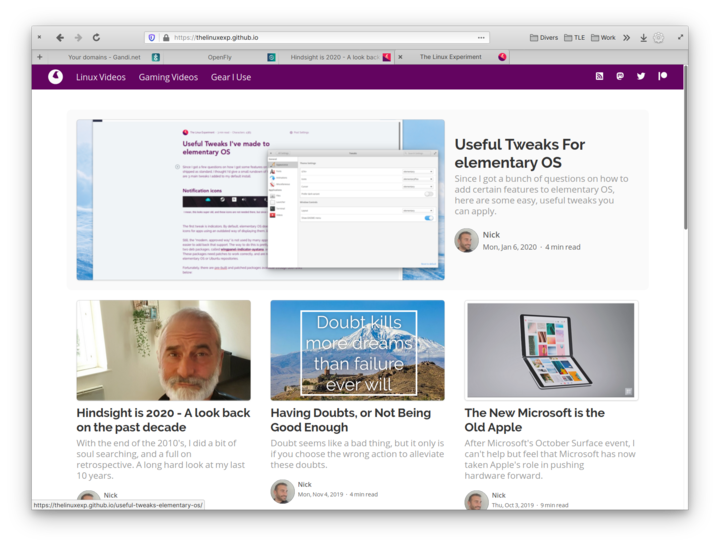 https://thelinuxexp.github.io
Divers
TLE
Work
Your domains - Gandi.net
OpenFly
Hindsight is 2020 - A look back
The Linux Experiment
Linux Videos
Gaming Videos
Gear I Use
Useful Tweaks I've made to
elementary OS
Notification icons
Useful Tweaks For
elementary OS
Since I got a bunch of questions on how to
add certain features to elementary OS,
here are some easy, useful tweaks you
can apply.
Nick
Mon, Jan 6, 2020 · 4 min read
Doubt kills
more dreams
than failure
ever will
Hindsight is 2020 - A look back
on the past decade
With the end of the 2010's, I did a bit of
soul searching, and a full on
retrospective. A long hard look at my last
10 years.
Nick
Having Doubts, or Not Being
Good Enough
Doubt seems like a bad thing, but it only is
if you choose the wrong action to alleviate
these doubts.
Nick
Mon, Nov 4, 2019 · 4 min read
The New Microsoft is the
Old Apple
After Microsoft's October Surface event, I
can't help but feel that Microsoft has now
taken Apple's role in pushing
hardware forward.
Nick
Thu, Oct 3, 2019 · 9 min read
https://thelinuxexp.github.io/useful-tweaks-elementary-os/